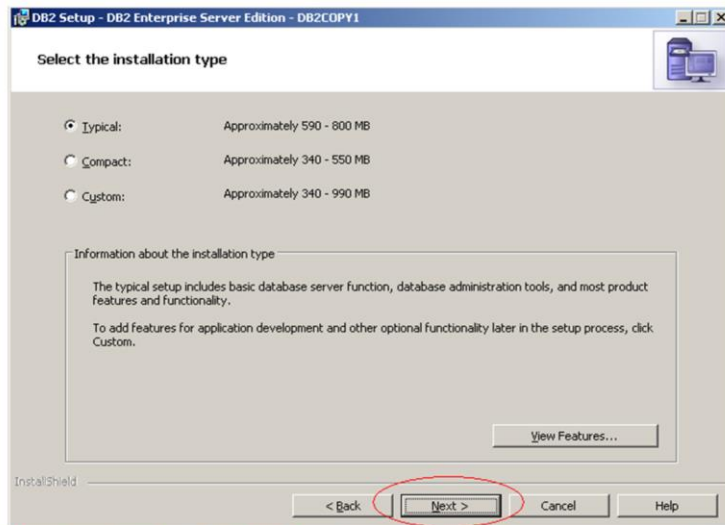 DB2 Setup - DB2 Enterprise Server Edition - DB2COPY1
Select the installation type
Typical: Approximately 590 - 800 MB
Compact: Approximately 340 - 550 MB
Custom: Approximately 340 - 990 MB
Information about the installation type
The typical setup includes basic database server function, database administration tools, and most product
features and functionality.
To add features for application development and other optional functionality later in the setup process, click
Custom.
View Features...
InstallShield
< Back Next > Cancel Help